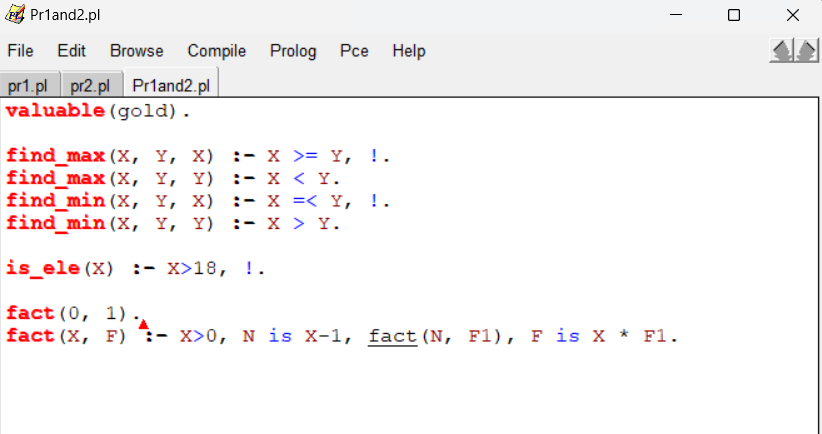 Pr1and2.pl
File Edit Browse Compile Prolog Pce Help
pr1.pl pr2.pl Pr1and2.pl
valuable(gold).
find_max(X, Y, X) :- X >= Y, !.
find_max(X, Y, Y) :- X < Y.
find_min(X, Y, X) :- X =< Y, !.
find_min(X, Y, Y) :- X > Y.
is_ele(X) :- X>18, !.
fact(0, 1).
fact(X, F) :- X>0, N is X-1, fact(N, F1), F is X * F1.